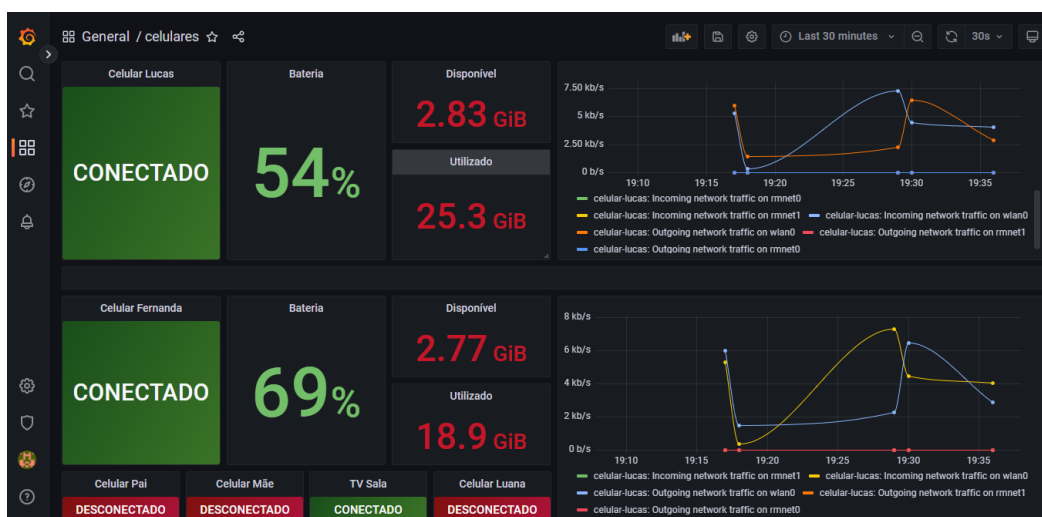 General / celulares
Last 30 minutes
30s
Celular Lucas
CONECTADO
Bateria
54%
Disponível
2.83 GiB
Utilizado
25.3 GiB
7.50 kb/s
5 kb/s
2.50 kb/s
0 b/s
19:10 19:15 19:20 19:25 19:30 19:35
celular-lucas: Incoming network traffic on rmnet0
celular-lucas: Incoming network traffic on rmnet1 celular-lucas: Incoming network traffic on wlan0
celular-lucas: Outgoing network traffic on wlan0 celular-lucas: Outgoing network traffic on rmnet1
celular-lucas: Outgoing network traffic on rmnet0
Celular Fernanda
CONECTADO
Bateria
69%
Disponível
2.77 GiB
Utilizado
18.9 GiB
8 kb/s
6 kb/s
4 kb/s
2 kb/s
0 b/s
19:10 19:15 19:20 19:25 19:30 19:35
celular-lucas: Incoming network traffic on rmnet1 celular-lucas: Incoming network traffic on wlan0
celular-lucas: Outgoing network traffic on wlan0 celular-lucas: Outgoing network traffic on rmnet1
celular-lucas: Outgoing network traffic on rmnet0
Celular Pai
DESCONECTADO
Celular Mãe
DESCONECTADO
TV Sala
CONECTADO
Celular Luana
DESCONECTADO